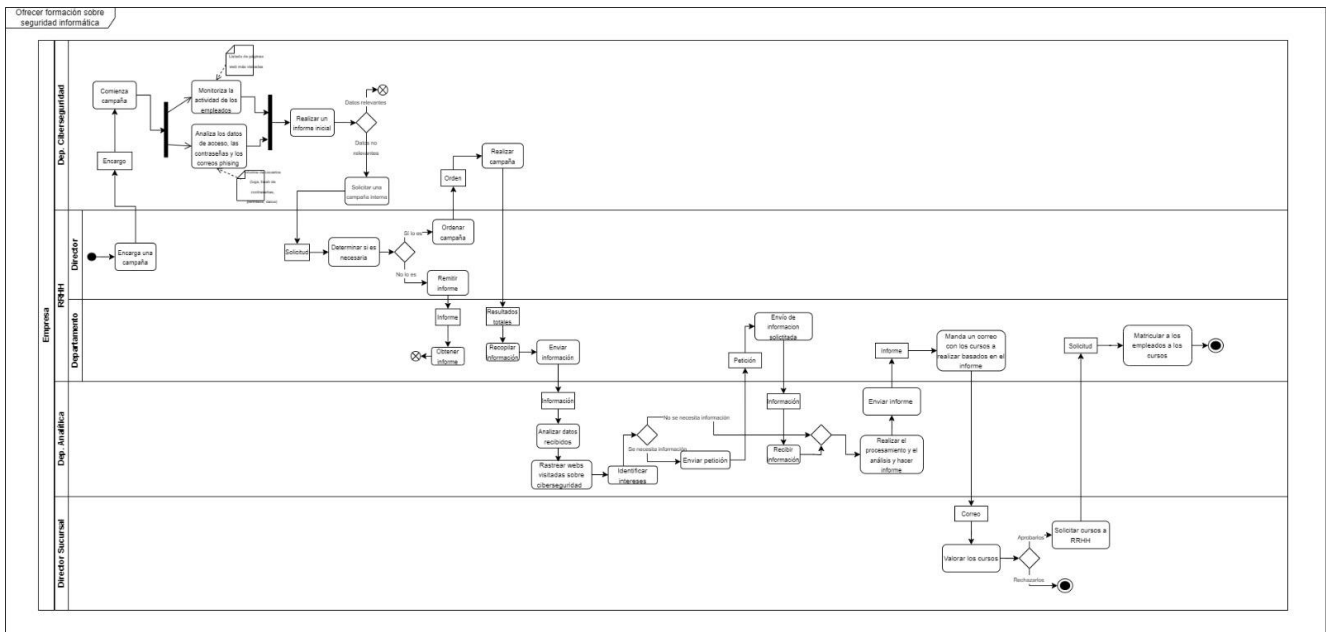 Ofrecer formación sobre
seguridad informática
Empresa
Dep. Ciberseguridad
Comienza
campaña
Encargo
Monitoriza la
actividad de los
empleados
Analiza los datos
de acceso, las
contraseñas y los
correos phising
Realizar un
informe inicial
Datos relevantes
Datos no
relevantes
Solicitar una
campaña interna
Orden
Realizar
campaña
RRHH
Director
Encarga una
campaña
Solicitud
Determinar si es
necesaria
Sí lo es
No lo es
Ordenar
campaña
Remitir
informe
Departamento
Informe
Obtener
informe
Resultados
totales
Recopilar
información
Enviar
información
Petición
Envío de
informacion
solicitada
Informe
Manda un correo
con los cursos a
realizar basados en el
informe
Solicitud
Matricular a los
empleados a los
cursos
Dep. Analítica
Información
Analizar datos
recibidos
Rastrear webs
visitadas sobre
ciberseguridad
Identificar
intereses
No se necesita información
Se necesita información
Enviar petición
Información
Recibir
información
Enviar informe
Realizar el
procesamiento y el
análisis y hacer
informe
Director Sucursal
Correo
Valorar los cursos
Aprobarlos
Rechazarlos
Solicitar cursos a
RRHH